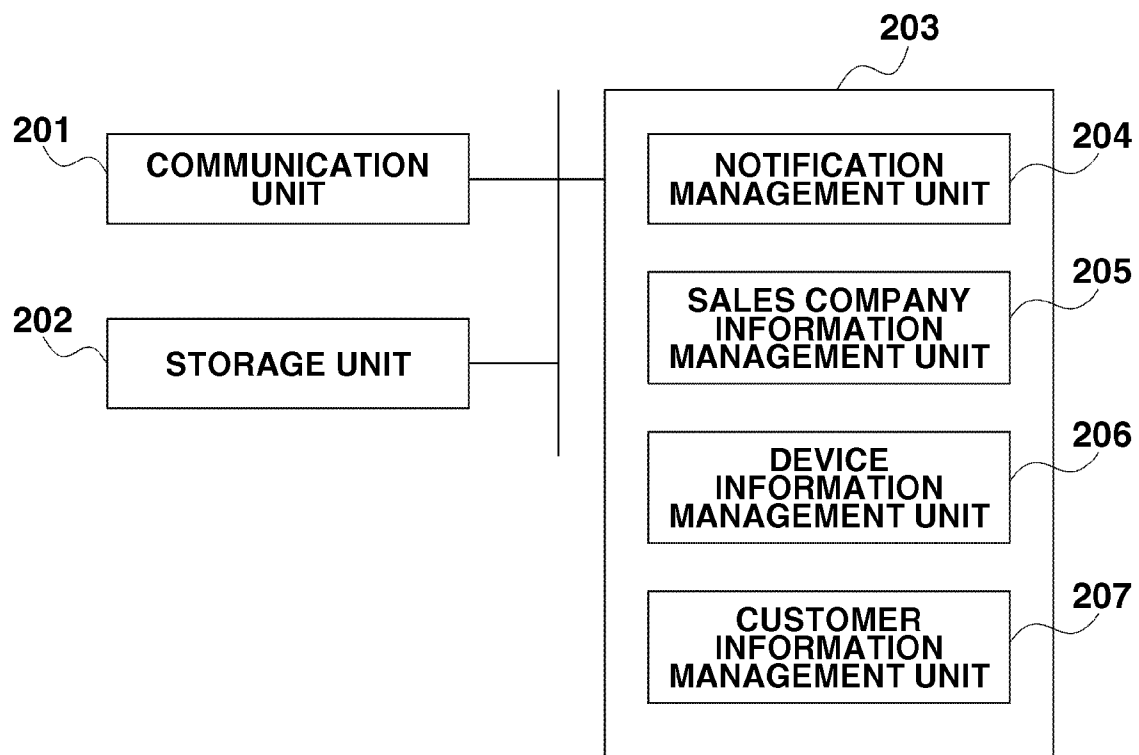 203
201
COMMUNICATION
UNIT
204
NOTIFICATION
MANAGEMENT UNIT
205
SALES COMPANY
INFORMATION
MANAGEMENT UNIT
202
STORAGE UNIT
206
DEVICE
INFORMATION
MANAGEMENT UNIT
207
CUSTOMER
INFORMATION
MANAGEMENT UNIT